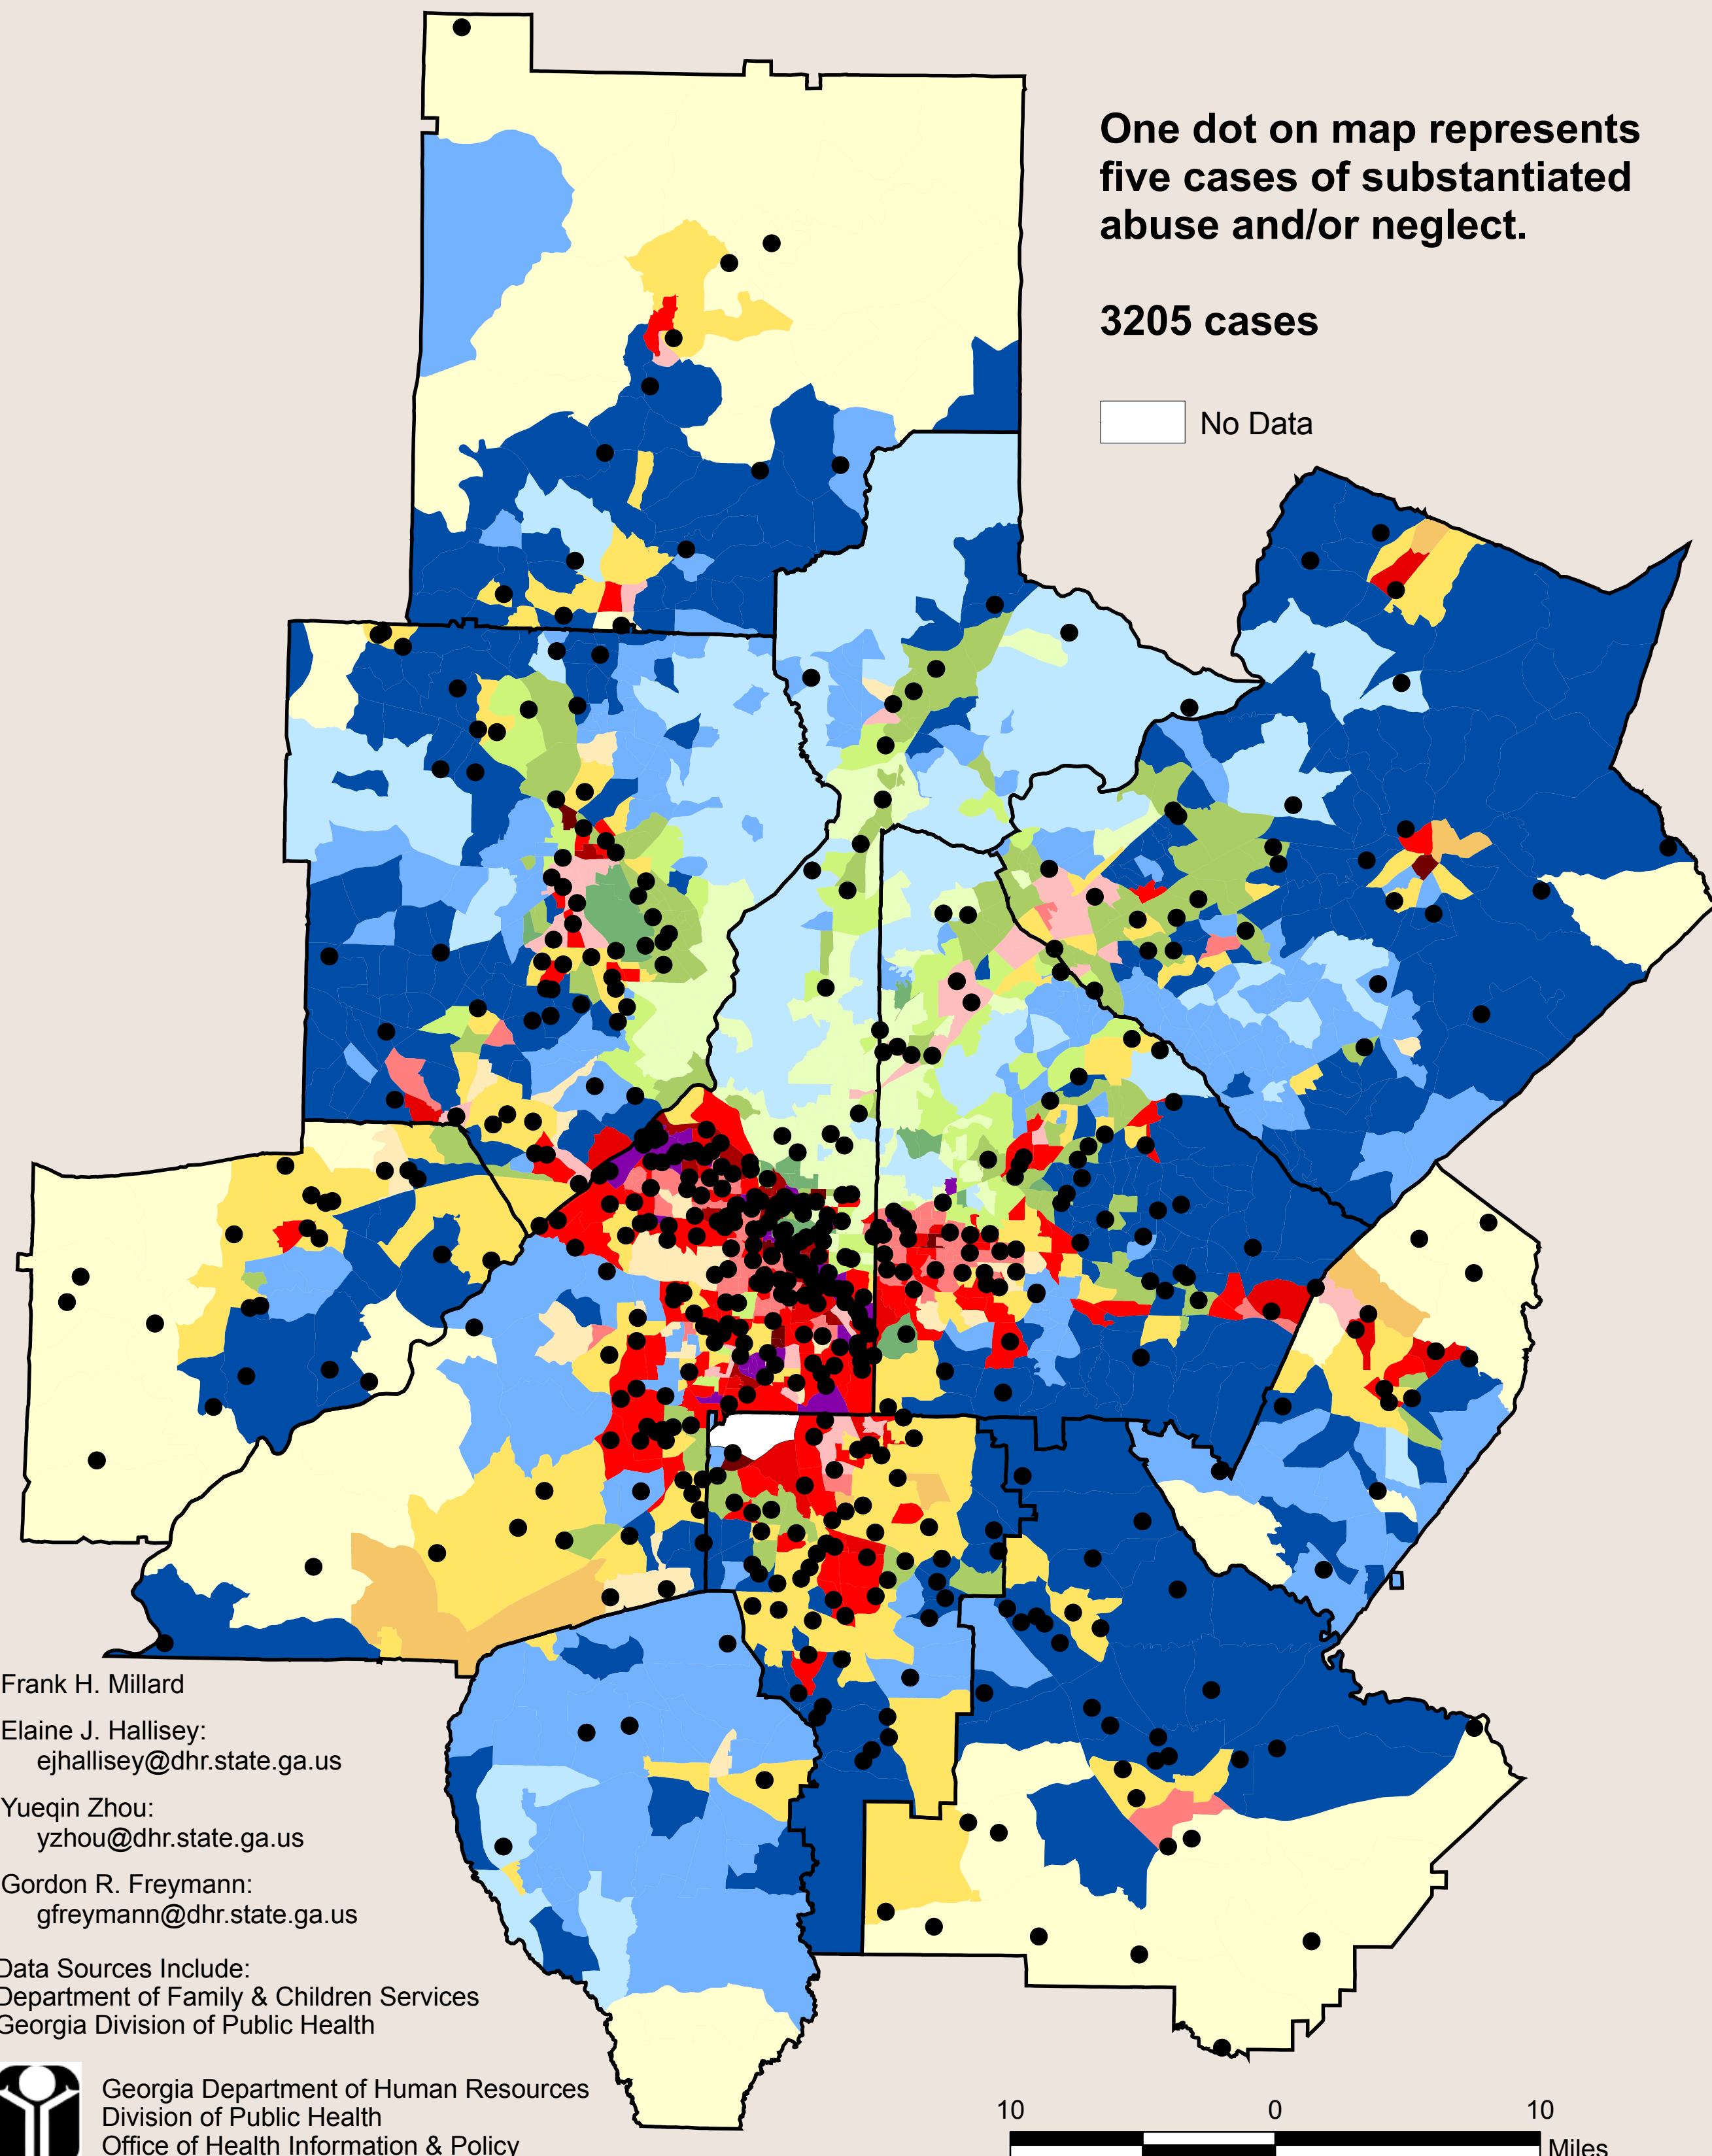 One dot on map represents
five cases of substantiated
abuse and/or neglect.
3205 cases
No Data
Frank H. Millard
Elaine J. Hallisey:
ejhallisey@dhr.state.ga.us
Yueqin Zhou:
yzhou@dhr.state.ga.us
Gordon R. Freymann:
gfreymann@dhr.state.ga.us
Data Sources Include:
Department of Family & Children Services
Georgia Division of Public Health
Georgia Department of Human Resources
Division of Public Health
Office of Health Information & Policy
10 0 10
Miles